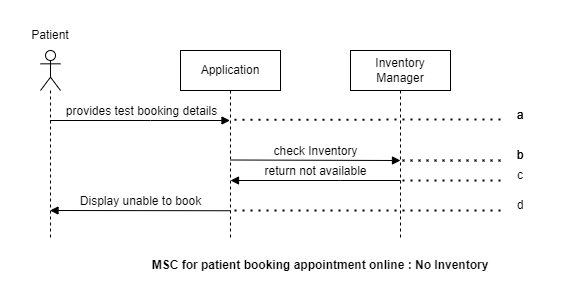 Patient
Application
Inventory
Manager
provides test booking details
a
check Inventory
b
return not available
c
Display unable to book
d
MSC for patient booking appointment online : No Inventory